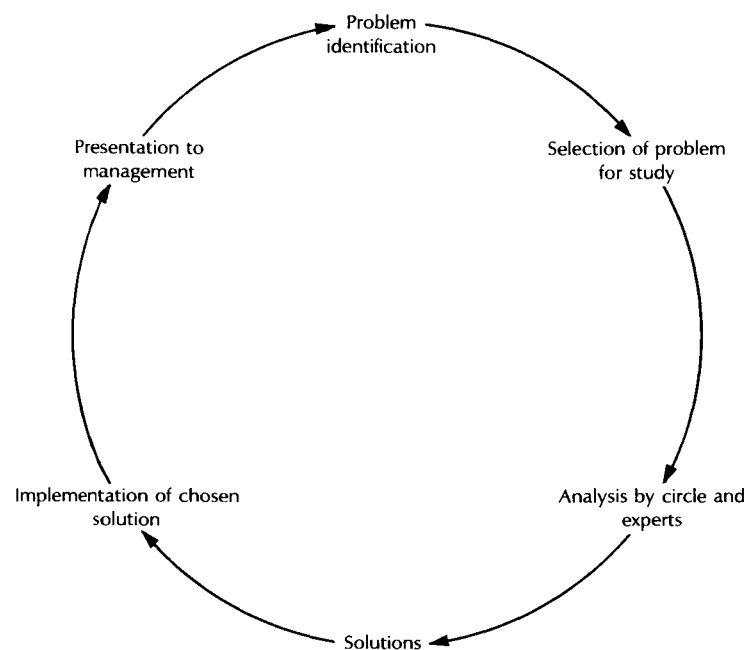 Problem
identification
Selection of problem
for study
Analysis by circle and
experts
Solutions
Implementation of chosen
solution
Presentation to
management